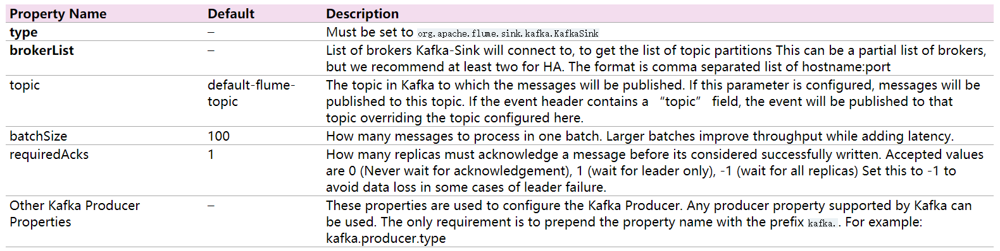 Property Name Default Description
type – Must be set to org.apache.flume.sink.kafka.KafkaSink
brokerList – List of brokers Kafka-Sink will connect to, to get the list of topic partitions This can be a partial list of brokers,
but we recommend at least two for HA. The format is comma separated list of hostname:port
topic default-flume- The topic in Kafka to which the messages will be published. If this parameter is configured, messages will be
topic published to this topic. If the event header contains a “topic” field, the event will be published to that
topic overriding the topic configured here.
batchSize 100 How many messages to process in one batch. Larger batches improve throughput while adding latency.
requiredAcks 1 How many replicas must acknowledge a message before its considered successfully written. Accepted values
are 0 (Never wait for acknowledgement), 1 (wait for leader only), -1 (wait for all replicas) Set this to -1 to
avoid data loss in some cases of leader failure.
Other Kafka Producer – These properties are used to configure the Kafka Producer. Any producer property supported by Kafka can
Properties be used. The only requirement is to prepend the property name with the prefix kafka.. For example:
kafka.producer.type